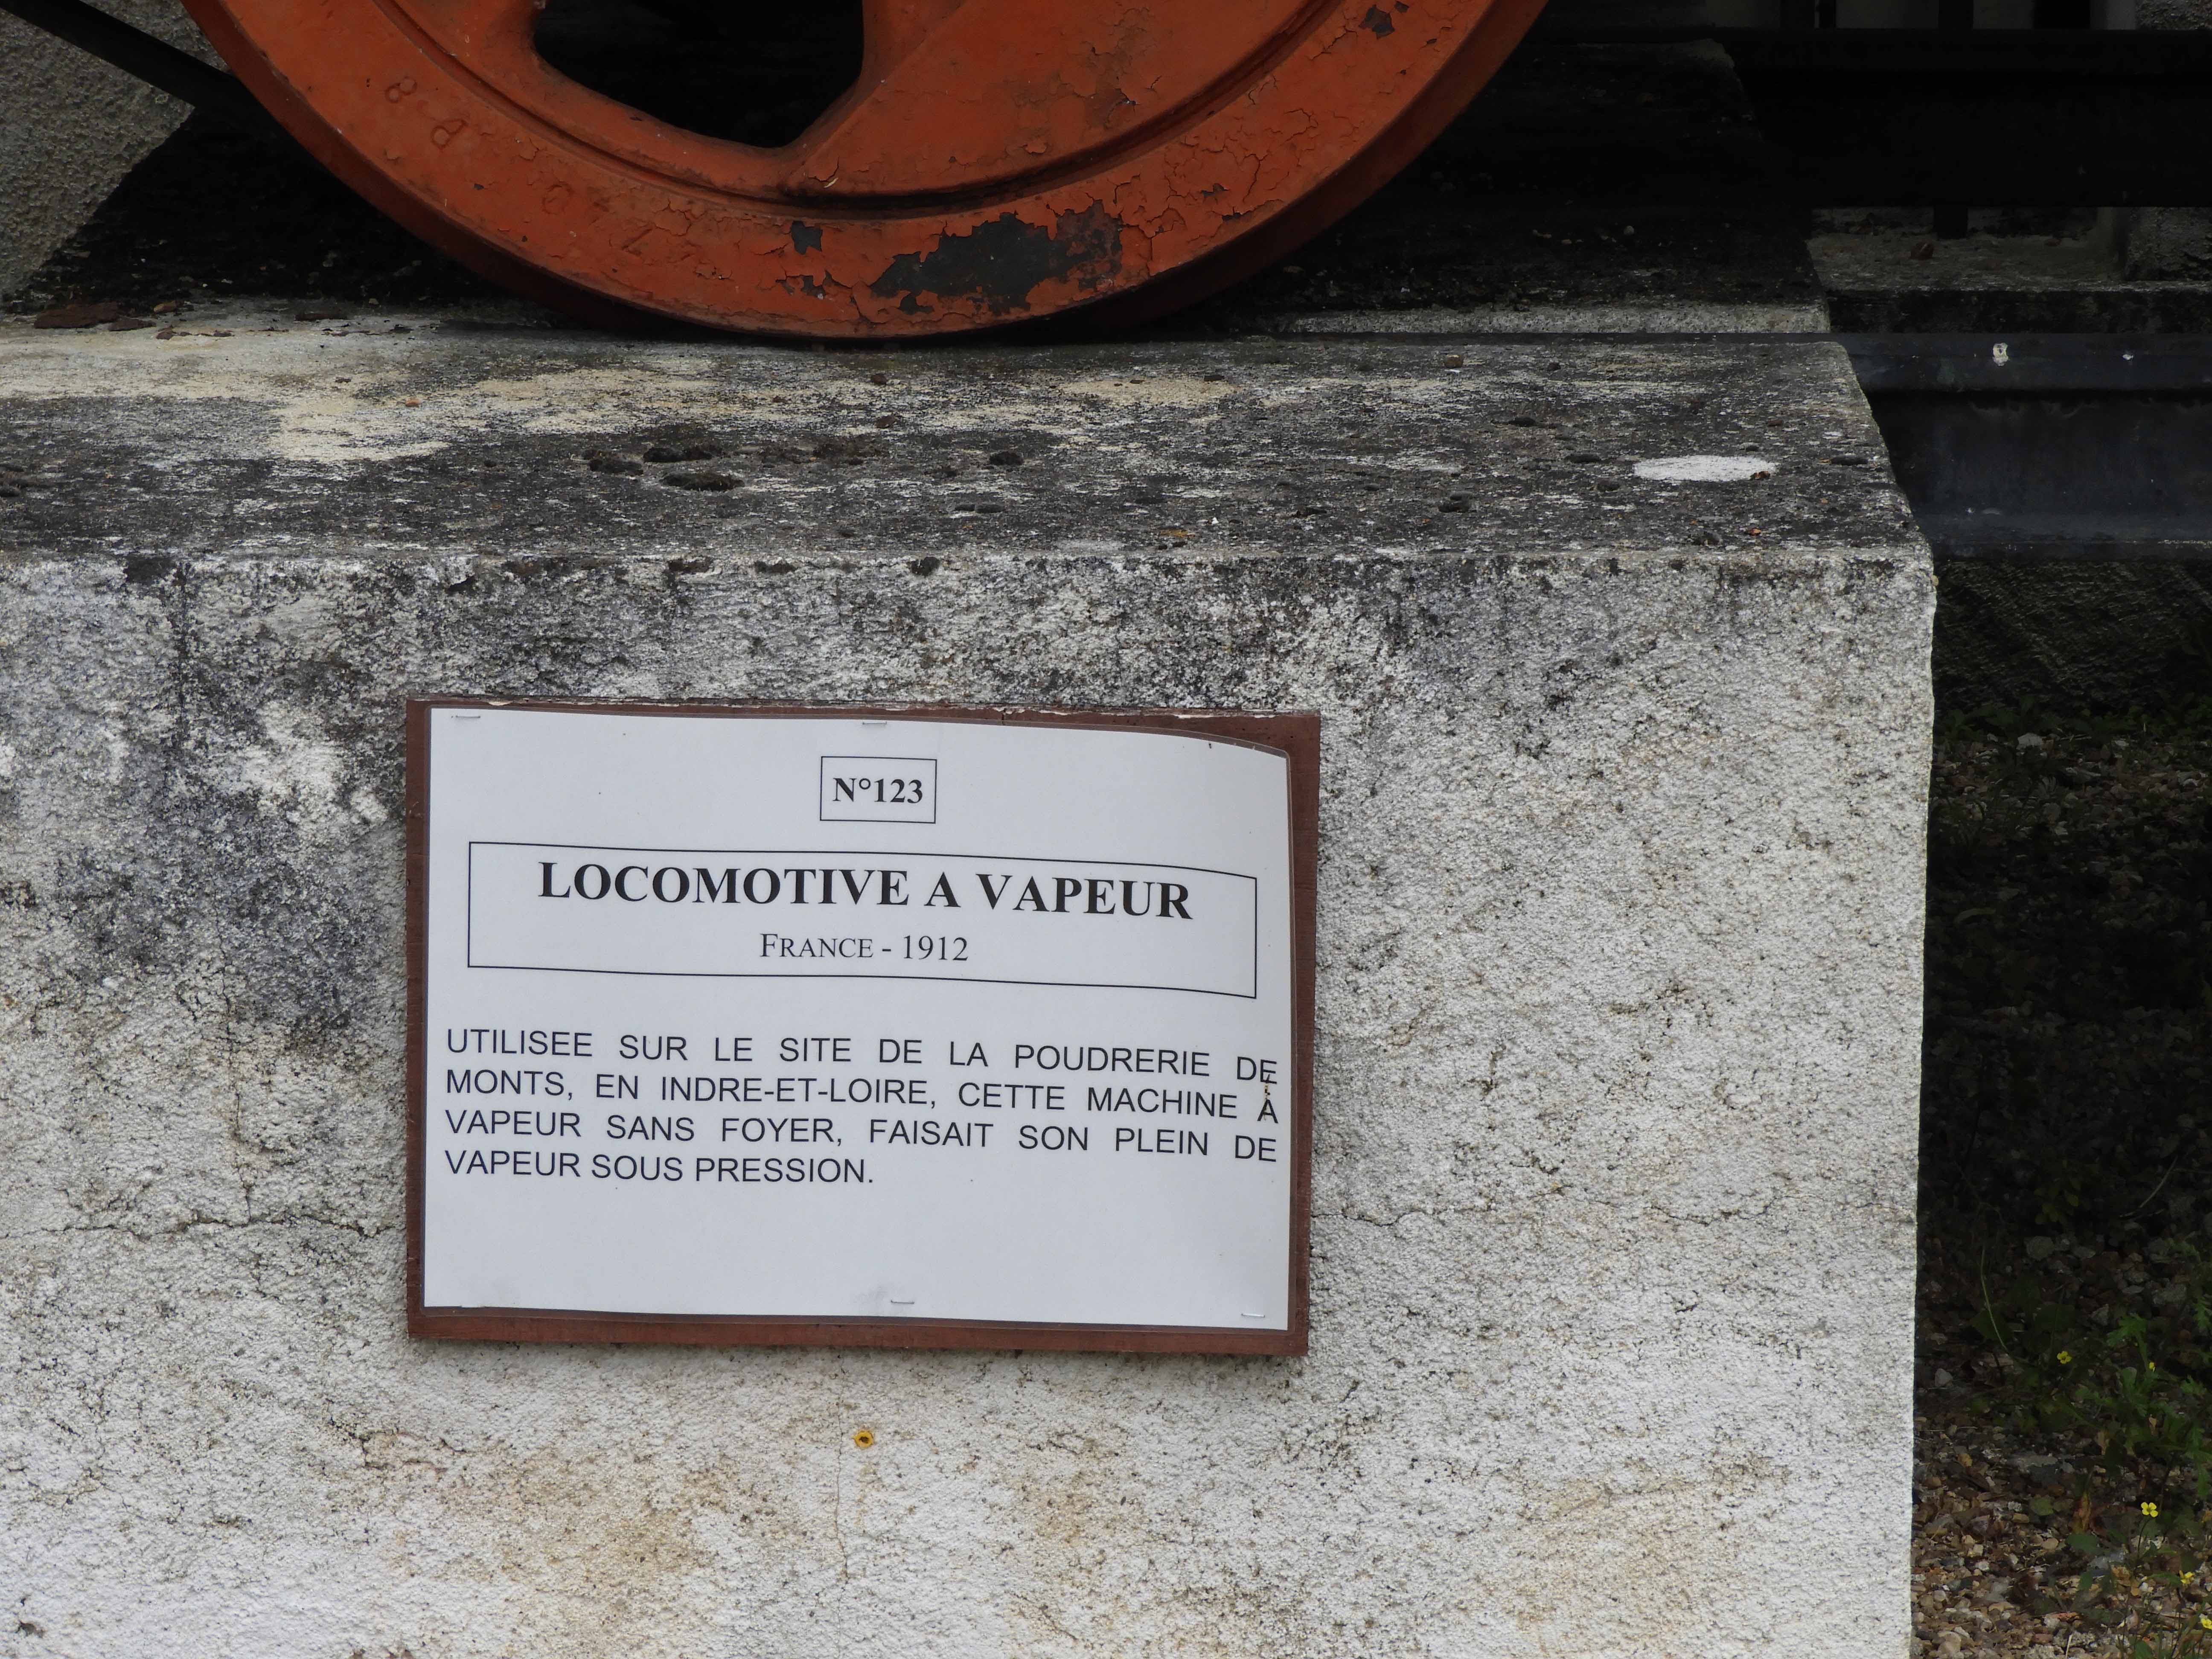 N°123
LOCOMOTIVE A VAPEUR
FRANCE - 1912
UTILISEE SUR LE SITE DE LA POUDRERIE DE
MONTS, EN INDRE-ET-LOIRE, CETTE MACHINE A
VAPEUR SANS FOYER, FAISAIT SON PLEIN DE
VAPEUR SOUS PRESSION.